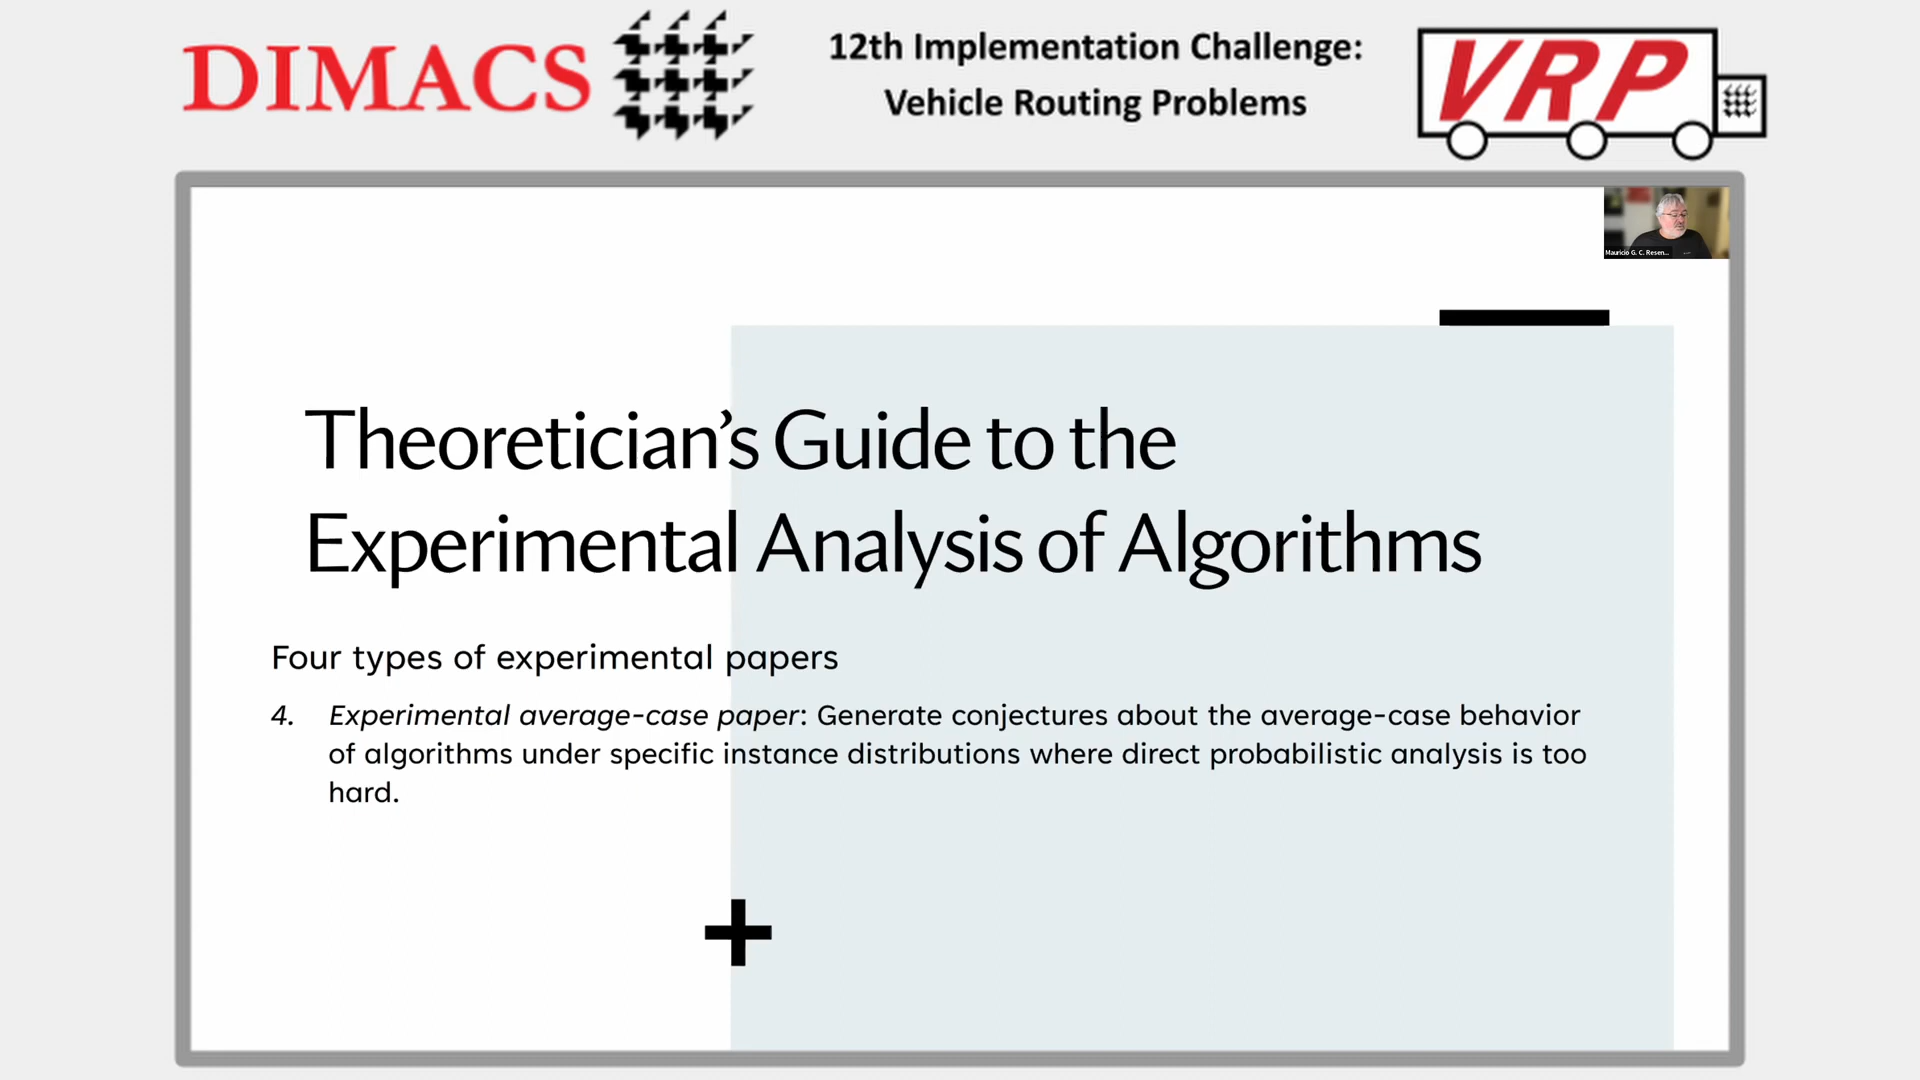 DIMACS
12th Implementation Challenge:
Vehicle Routing Problems
VRP
Mauricio G. C. Resen...
Theoretician’s Guide to the
Experimental Analysis of Algorithms
Four types of experimental papers
4. Experimental average-case paper: Generate conjectures about the average-case behavior
of algorithms under specific instance distributions where direct probabilistic analysis is too
hard.